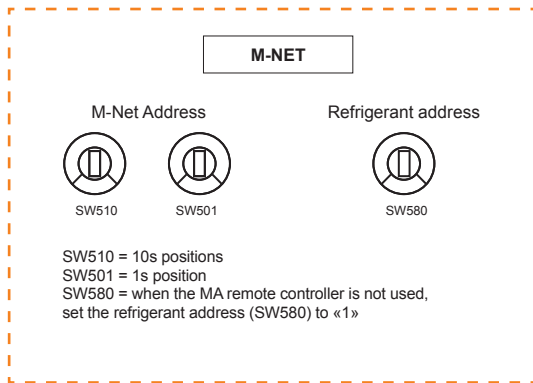 M-NET
M-Net Address
Refrigerant address
SW510
SW501
SW580
SW510 = 10s positions
SW501 = 1s position
SW580 = when the MA remote controller is not used,
set the refrigerant address (SW580) to «1»